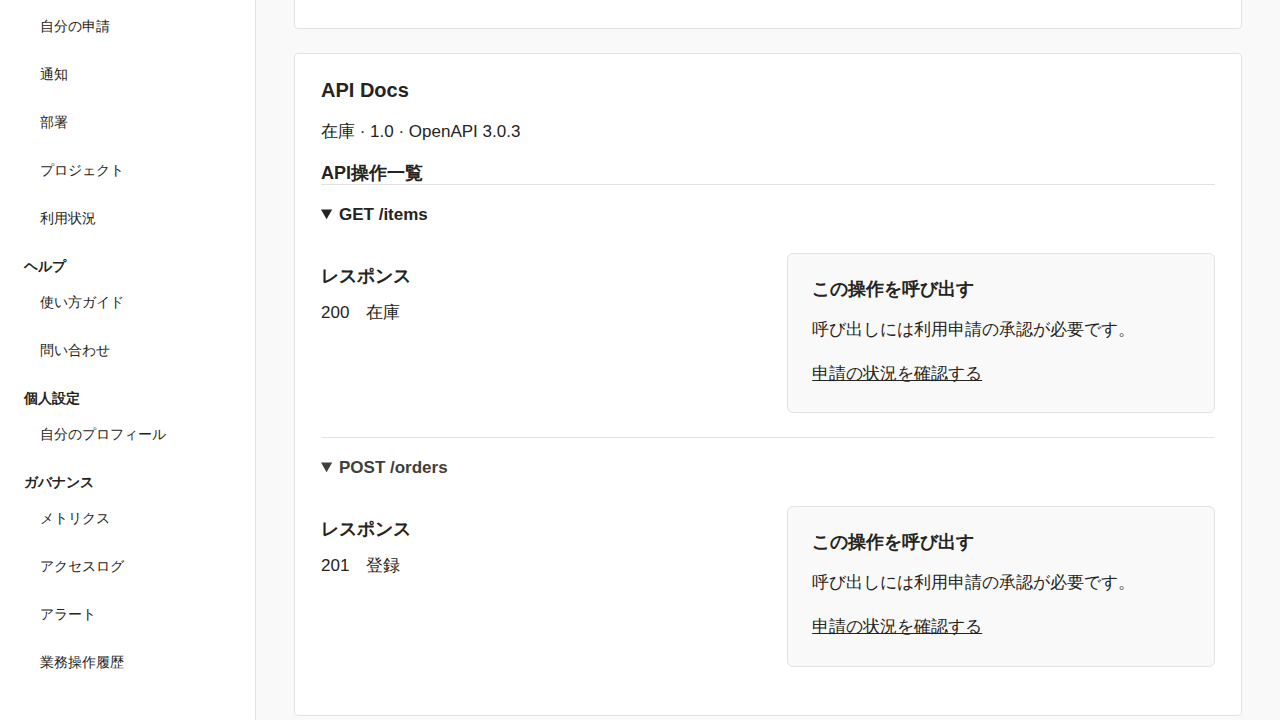 自分の申請
通知
部署
プロジェクト
利用状況
ヘルプ
使い方ガイド
問い合わせ
個人設定
自分のプロフィール
ガバナンス
メトリクス
アクセスログ
アラート
業務操作履歴
API Docs
在庫 · 1.0 · OpenAPI 3.0.3
API操作一覧
▼ GET /items
レスポンス
200 在庫
この操作を呼び出す
呼び出しには利用申請の承認が必要です。
申請の状況を確認する
▼ POST /orders
レスポンス
201 登録
この操作を呼び出す
呼び出しには利用申請の承認が必要です。
申請の状況を確認する